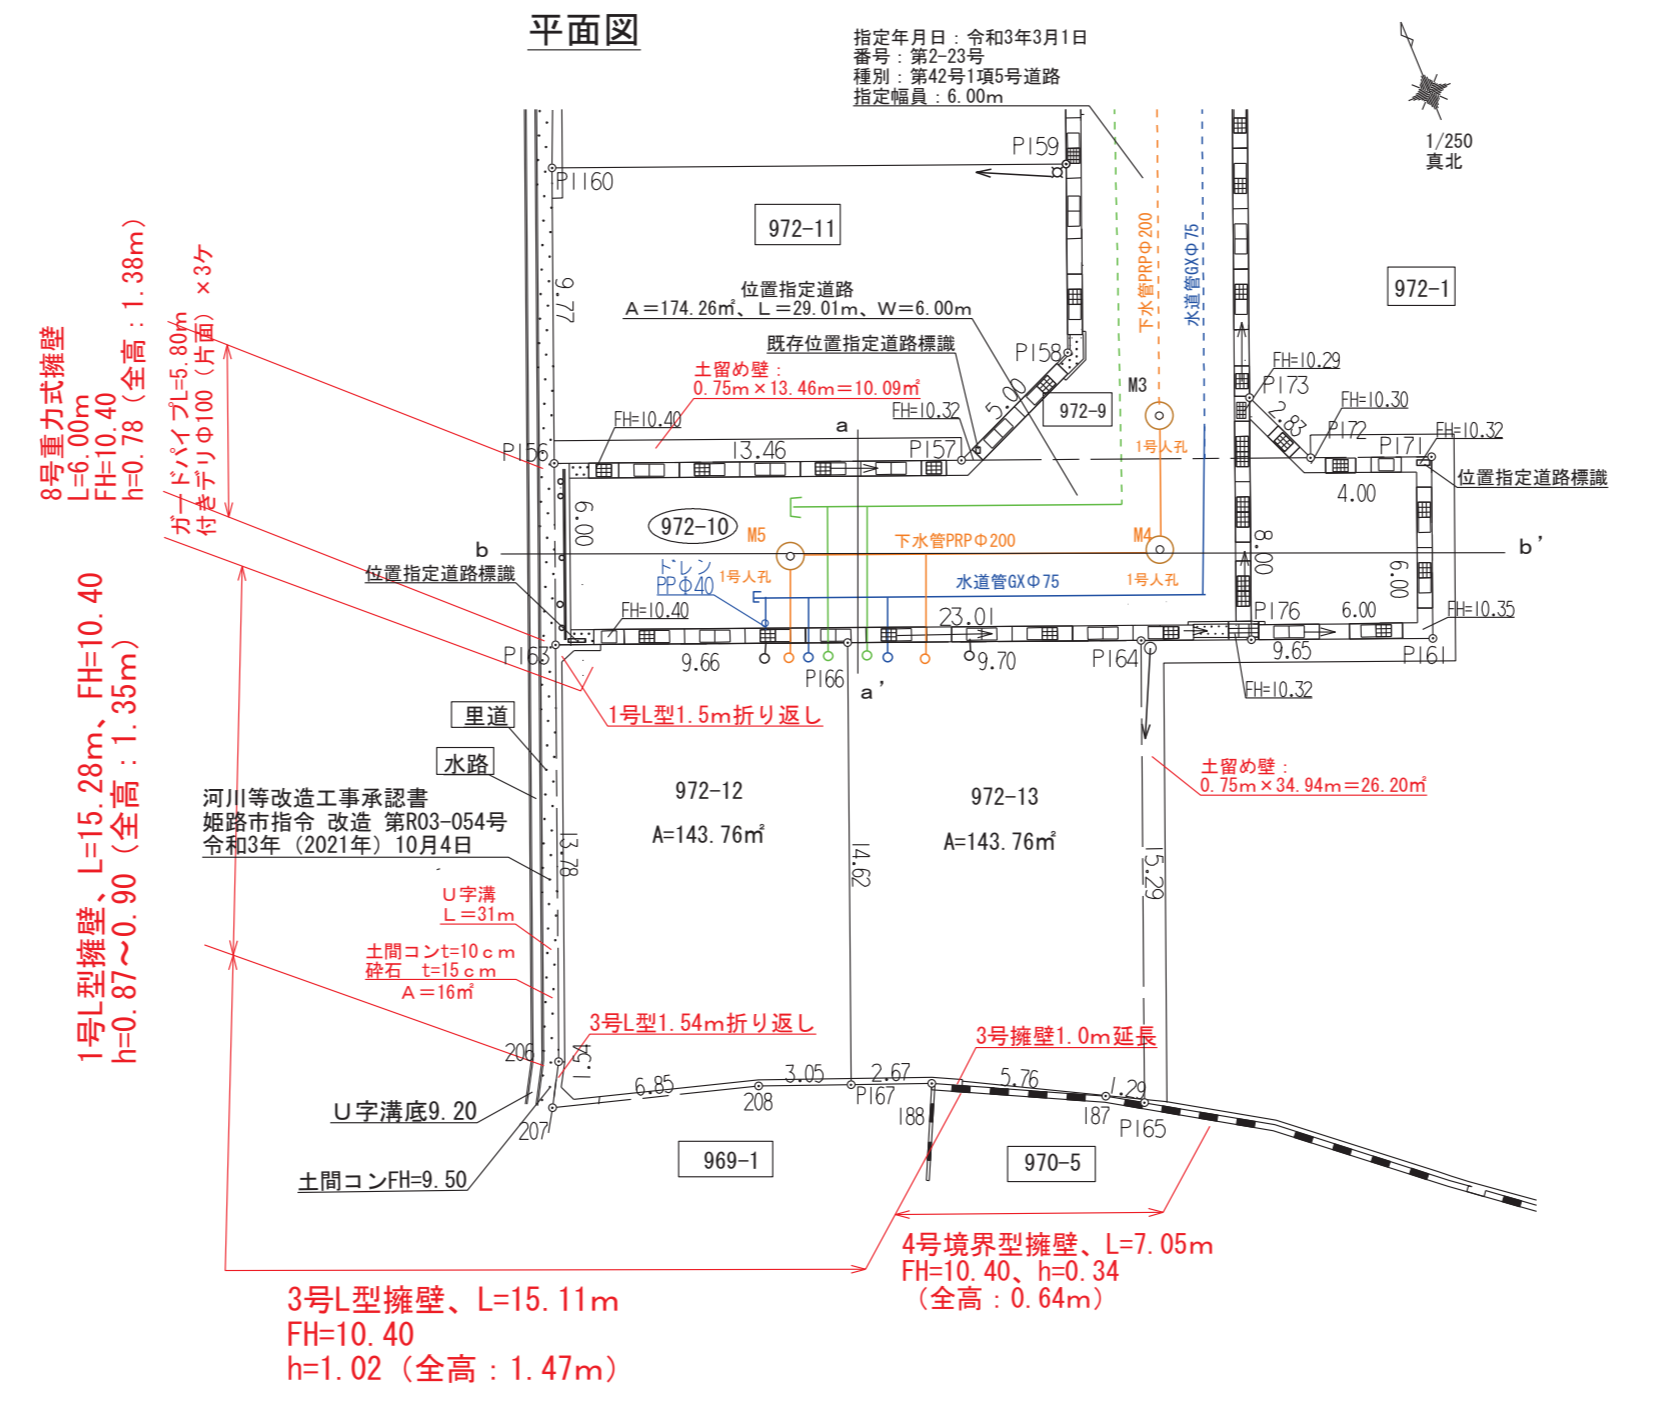 平面図
指定年月日：令和3年3月1日
番号：第2-23号
種別：第42号1項5号道路
指定幅員：6.00m
1/250
真北
P159
P1160
972-11
972-1
9.77
位置指定道路
A＝174.26㎡、L＝29.01m、W＝6.00m
既存位置指定道路標識
土留め壁：
0.75m×13.46m＝10.09㎡
下水管PRPΦ200
水道管GXΦ75
P158
5.00
972-9
M3
1号人孔
FH=10.29
P173
2.83
FH=10.30
P172
P171
FH=10.32
位置指定道路標識
4.00
FH=10.40
FH=10.32
a
P156
13.46
P157
8号重力式擁壁
L=6.00m
FH=10.40
h=0.78（全高：1.38m）
ガードパイプL=5.80m
付きデリΦ100（片面）×3ケ
6.00
972-10
M5
下水管PRPΦ200
M4
b
b’
8.00
6.00
位置指定道路標識
ドレン
PPΦ40
1号人孔
水道管GXΦ75
1号人孔
FH=10.40
23.01
P176
6.00
FH=10.35
P163
9.66
P166
a’
9.70
P164
9.65
P161
FH=10.32
1号L型擁壁、L=15.28m、FH=10.40
h=0.87～0.90（全高：1.35m）
1号L型1.5m折り返し
里道
水路
河川等改造工事承認書
姫路市指令 改造 第R03-054号
令和3年（2021年）10月4日
972-12
A=143.76㎡
972-13
A=143.76㎡
土留め壁：
0.75m×34.94m＝26.20㎡
13.78
14.62
15.29
U字溝
L＝31m
土間コンt=10cm
砕石　t=15cm
A＝16㎡
3号L型1.54m折り返し
3号擁壁1.0m延長
206
1.54
6.85
3.05
2.67
5.76
1.29
208
P167
188
187
P165
U字溝底9.20
207
土間コンFH=9.50
969-1
970-5
4号境界型擁壁、L=7.05m
FH=10.40、h=0.34
（全高：0.64m）
3号L型擁壁、L=15.11m
FH=10.40
h=1.02（全高：1.47m）